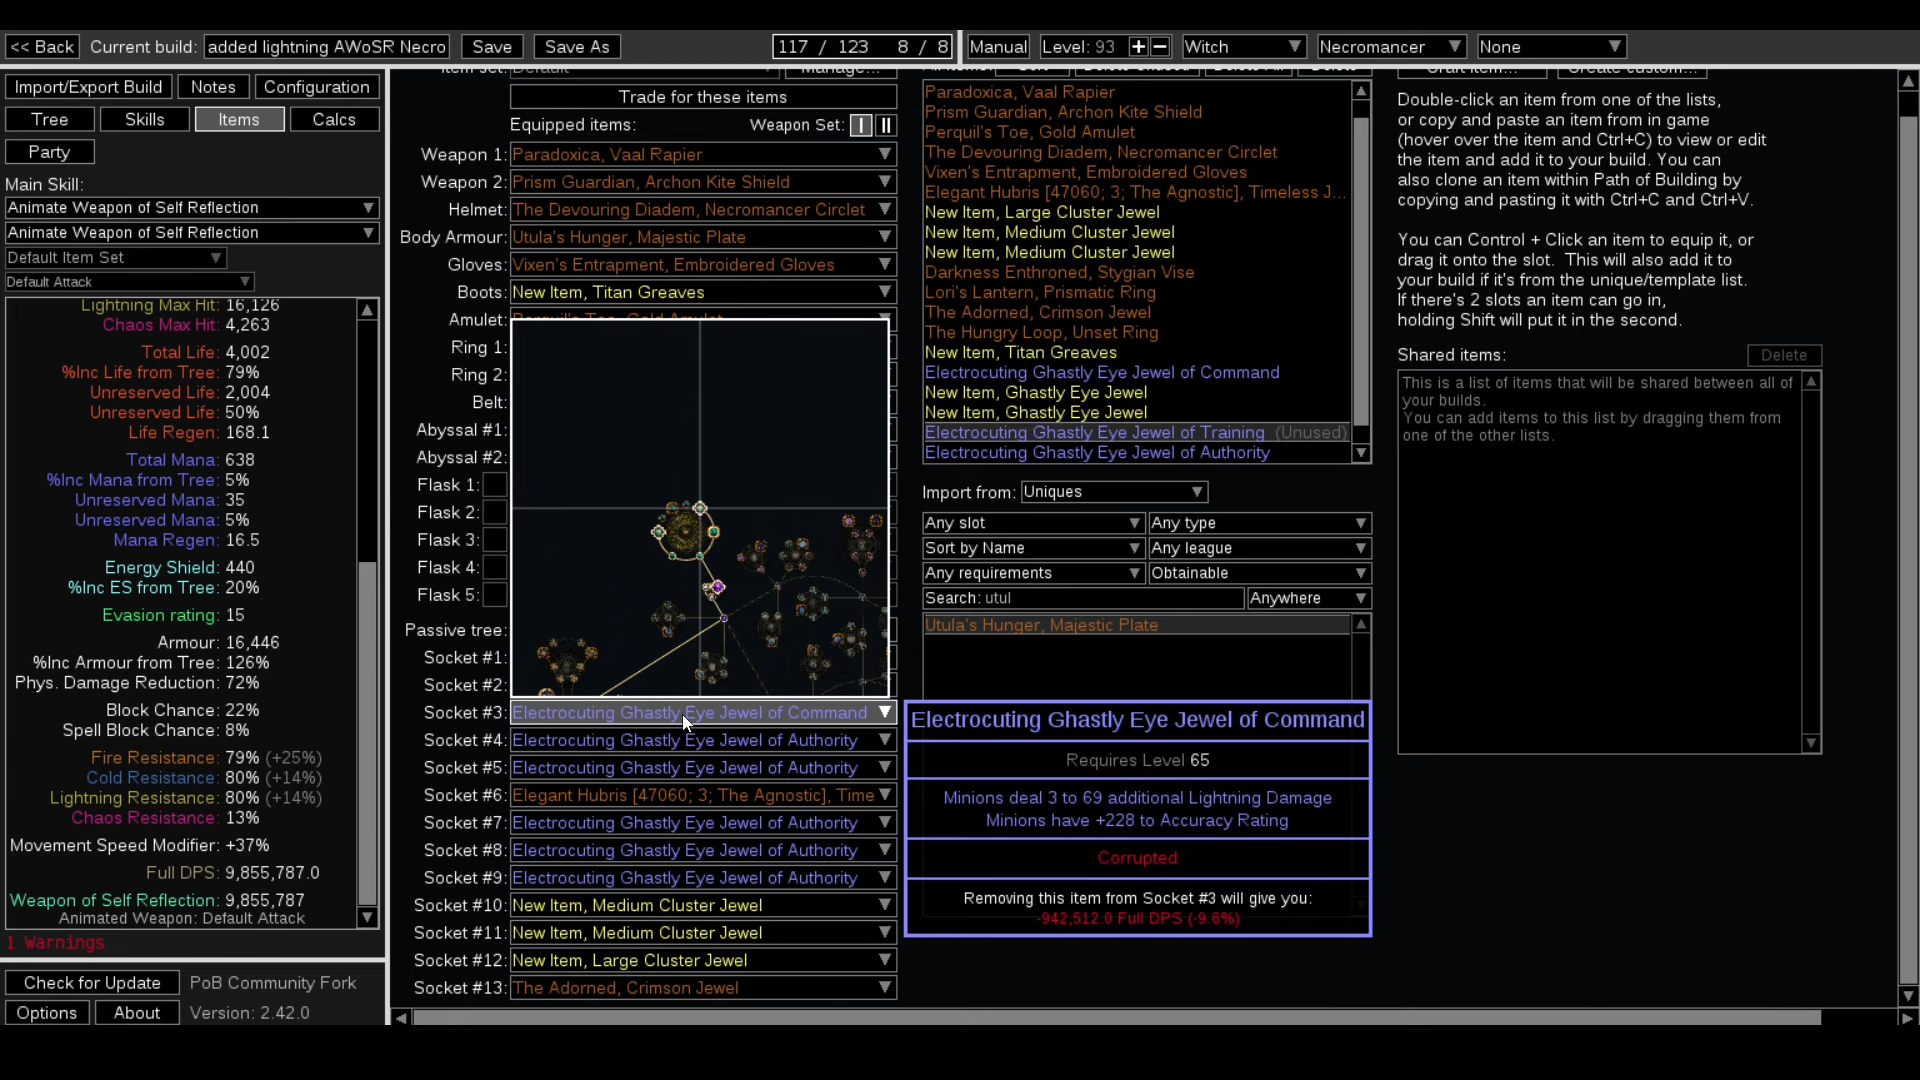 << Back
Current build:
added lightning AWoSR Necro
Save
Save As
117 / 123 8 / 8
Manual
Level: 93
+
−
Witch
Necromancer
None
Import/Export Build
Notes
Configuration
Tree
Skills
Items
Calcs
Party
Main Skill:
Animate Weapon of Self Reflection
Animate Weapon of Self Reflection
Default Item Set
Default Attack
Lightning Max Hit: 16,126
Chaos Max Hit: 4,263
Total Life: 4,002
%Inc Life from Tree: 79%
Unreserved Life: 2,004
Unreserved Life: 50%
Life Regen: 168.1
Total Mana: 638
%Inc Mana from Tree: 5%
Unreserved Mana: 35
Unreserved Mana: 5%
Mana Regen: 16.5
Energy Shield: 440
%Inc ES from Tree: 20%
Evasion rating: 15
Armour: 16,446
%Inc Armour from Tree: 126%
Phys. Damage Reduction: 72%
Block Chance: 22%
Spell Block Chance: 8%
Fire Resistance: 79% (+25%)
Cold Resistance: 80% (+14%)
Lightning Resistance: 80% (+14%)
Chaos Resistance: 13%
Movement Speed Modifier: +37%
Full DPS: 9,855,787.0
Weapon of Self Reflection: 9,855,787
Animated Weapon: Default Attack
1 Warnings
Check for Update
PoB Community Fork
Options
About
Version: 2.42.0
Item set: Default
Manage...
Trade for these items
Equipped items:
Weapon Set: I II
Weapon 1: Paradoxica, Vaal Rapier
Weapon 2: Prism Guardian, Archon Kite Shield
Helmet: The Devouring Diadem, Necromancer Circlet
Body Armour: Utula's Hunger, Majestic Plate
Gloves: Vixen's Entrapment, Embroidered Gloves
Boots: New Item, Titan Greaves
Amulet: Perquil's Toe, Gold Amulet
Ring 1:
Ring 2:
Belt:
Abyssal #1:
Abyssal #2:
Flask 1:
Flask 2:
Flask 3:
Flask 4:
Flask 5:
Passive tree:
Socket #1:
Socket #2:
Socket #3: Electrocuting Ghastly Eye Jewel of Command
Socket #4: Electrocuting Ghastly Eye Jewel of Authority
Socket #5: Electrocuting Ghastly Eye Jewel of Authority
Socket #6: Elegant Hubris [47060; 3; The Agnostic], Time
Socket #7: Electrocuting Ghastly Eye Jewel of Authority
Socket #8: Electrocuting Ghastly Eye Jewel of Authority
Socket #9: Electrocuting Ghastly Eye Jewel of Authority
Socket #10: New Item, Medium Cluster Jewel
Socket #11: New Item, Medium Cluster Jewel
Socket #12: New Item, Large Cluster Jewel
Socket #13: The Adorned, Crimson Jewel
Paradoxica, Vaal Rapier
Prism Guardian, Archon Kite Shield
Perquil's Toe, Gold Amulet
The Devouring Diadem, Necromancer Circlet
Vixen's Entrapment, Embroidered Gloves
Elegant Hubris [47060; 3; The Agnostic], Timeless J...
New Item, Large Cluster Jewel
New Item, Medium Cluster Jewel
New Item, Medium Cluster Jewel
Darkness Enthroned, Stygian Vise
Lori's Lantern, Prismatic Ring
The Adorned, Crimson Jewel
The Hungry Loop, Unset Ring
New Item, Titan Greaves
Electrocuting Ghastly Eye Jewel of Command
New Item, Ghastly Eye Jewel
New Item, Ghastly Eye Jewel
Electrocuting Ghastly Eye Jewel of Training (Unused)
Electrocuting Ghastly Eye Jewel of Authority
Import from: Uniques
Any slot
Any type
Sort by Name
Any league
Any requirements
Obtainable
Search: utul
Anywhere
Utula's Hunger, Majestic Plate
Electrocuting Ghastly Eye Jewel of Command
Requires Level 65
Minions deal 3 to 69 additional Lightning Damage
Minions have +228 to Accuracy Rating
Corrupted
Removing this item from Socket #3 will give you:
-942,512.0 Full DPS (-9.6%)
Craft item...
Create custom...
Double-click an item from one of the lists,
or copy and paste an item from in game
(hover over the item and Ctrl+C) to view or edit
the item and add it to your build. You can
also clone an item within Path of Building by
copying and pasting it with Ctrl+C and Ctrl+V.
You can Control + Click an item to equip it, or
drag it onto the slot. This will also add it to
your build if it's from the unique/template list.
If there's 2 slots an item can go in,
holding Shift will put it in the second.
Shared items:
Delete
This is a list of items that will be shared between all of
your builds.
You can add items to this list by dragging them from
one of the other lists.